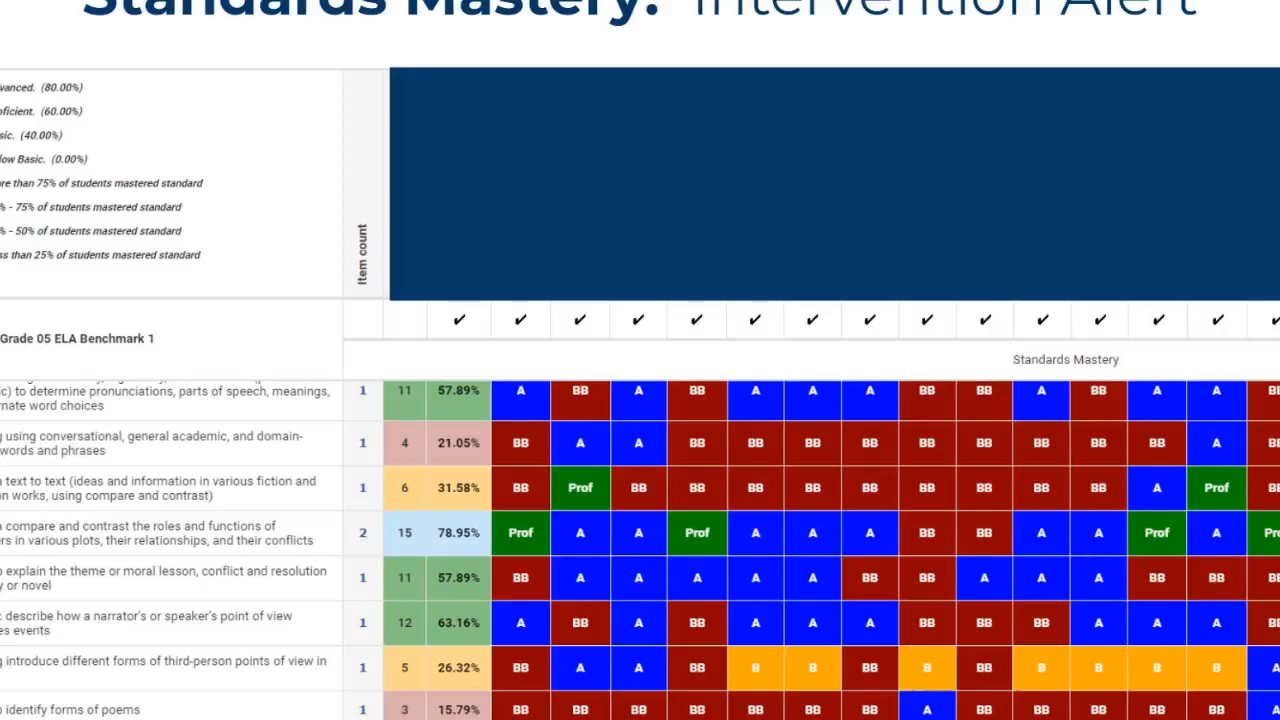 Standards Mastery: Intervention Alert
vanced. (80.00%)
oficient. (60.00%)
sic. (40.00%)
low Basic. (0.00%)
re than 75% of students mastered standard
% - 75% of students mastered standard
% - 50% of students mastered standard
ss than 25% of students mastered standard
Item count
✔ ✔ ✔ ✔ ✔ ✔ ✔ ✔ ✔ ✔ ✔ ✔ ✔ ✔ ✔
Grade 05 ELA Benchmark 1
Standards Mastery
ic) to determine pronunciations, parts of speech, meanings,
rnate word choices
1 11 57.89% A BB A BB A A A BB BB A BB A A BB
g using conversational, general academic, and domain-
words and phrases
1 4 21.05% BB A A BB BB BB BB BB BB BB BB BB A BB
a text to text (ideas and information in various fiction and
on works, using compare and contrast)
1 6 31.58% BB Prof BB BB BB BB BB BB BB BB BB A Prof BB
a compare and contrast the roles and functions of
rs in various plots, their relationships, and their conflicts
2 15 78.95% Prof A A Prof A A A BB BB A A Prof A Pro
o explain the theme or moral lesson, conflict and resolution
y or novel
1 11 57.89% BB A A A A A BB BB A A A BB BB BB
c describe how a narrator's or speaker's point of view
es events
1 12 63.16% A BB A BB A A A BB BB BB A A A BB
g introduce different forms of third-person points of view in
1 5 26.32% BB A A BB B B BB B BB B B B B A
o identify forms of poems
1 3 15.79% BB BB BB BB BB BB BB A BB BB BB BB BB A